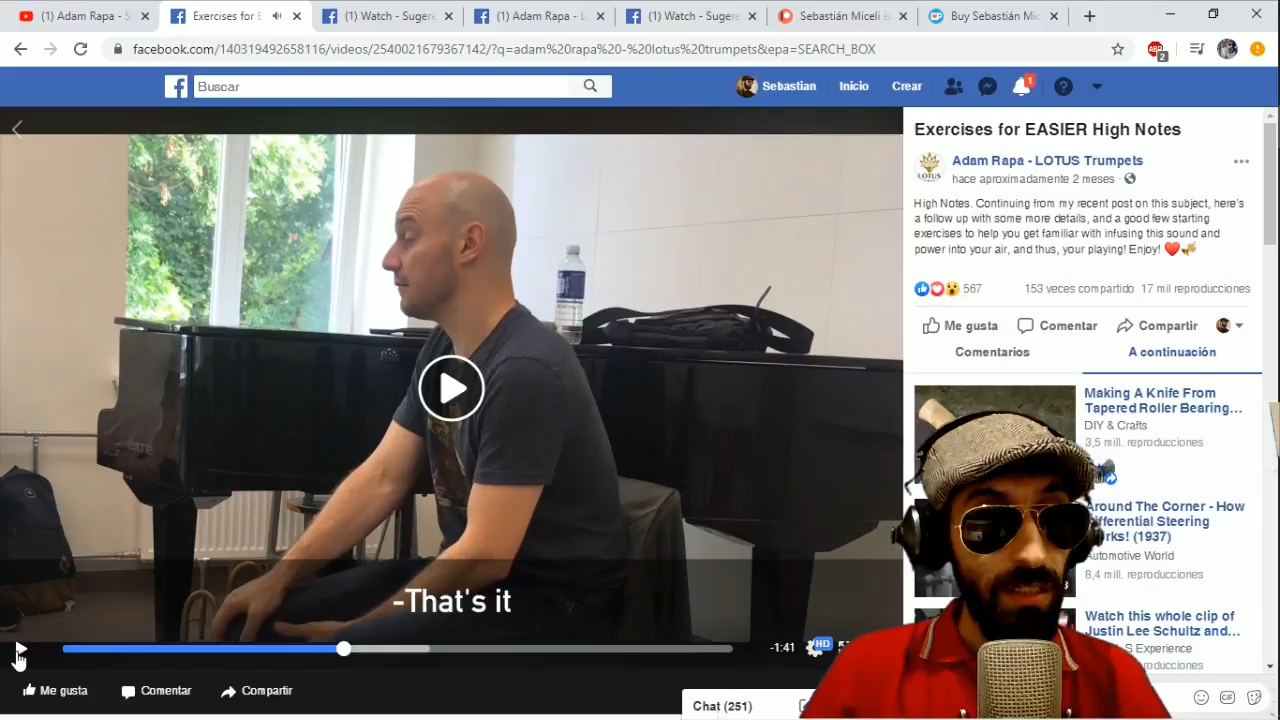 (1) Adam Rapa - S
Exercises for E
(1) Watch - Sugere
(1) Adam Rapa - L
(1) Watch - Sugere
Sebastián Miceli is
Buy Sebastián Mic
facebook.com/140319492658116/videos/2540021679367142/?q=adam%20rapa%20-%20lotus%20trumpets&epa=SEARCH_BOX
ABP
2
Buscar
Sebastian
Inicio
Crear
1
Exercises for EASIER High Notes
LOTUS
Adam Rapa - LOTUS Trumpets
hace aproximadamente 2 meses ·
High Notes. Continuing from my recent post on this subject, here's
a follow up with some more details, and a good few starting
exercises to help you get familiar with infusing this sound and
power into your air, and thus, your playing! Enjoy!
567
153 veces compartido
17 mil reproducciones
Me gusta
Comentar
Compartir
Comentarios
A continuación
Making A Knife From
Tapered Roller Bearing...
DIY & Crafts
3,5 mill. reproducciones
Around The Corner - How
Differential Steering
(1937)
Automotive World
8,4 mill. reproducciones
Watch this whole clip of
Justin Lee Schultz and...
S Experience
-That's it
-1:41
HD
Me gusta
Comentar
Compartir
Chat (251)
GIF